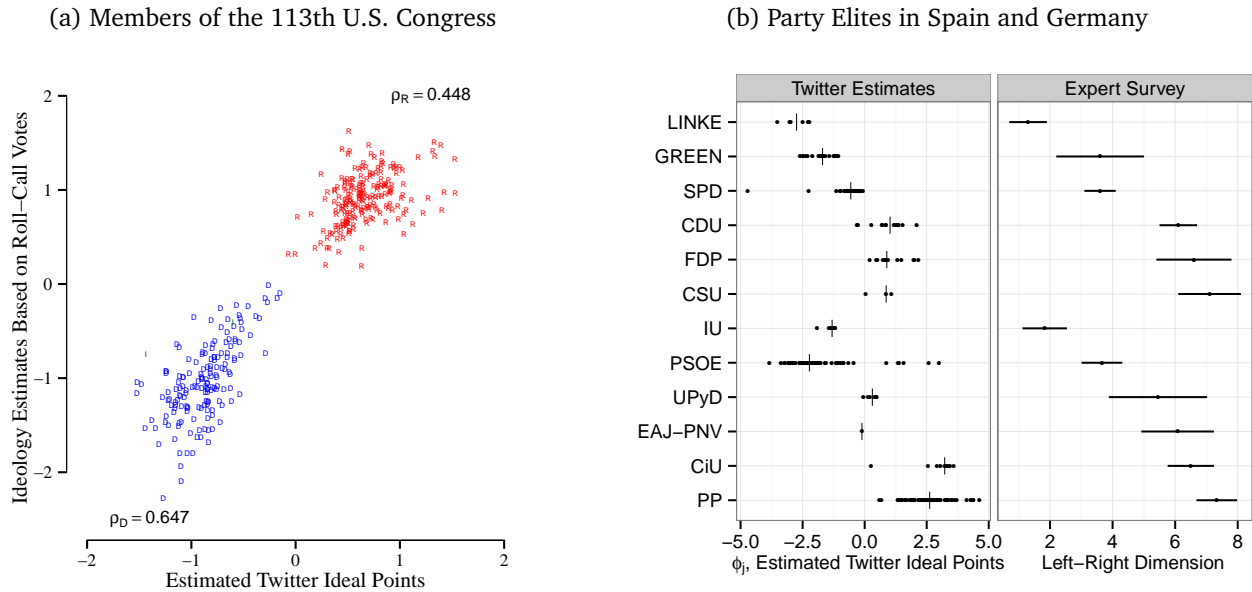 (a) Members of the 113th U.S. Congress
ρR = 0.448
2
1
0
−1
−2
Ideology Estimates Based on Roll−Call Votes
ρD = 0.647
−2 −1 0 1 2
Estimated Twitter Ideal Points
(b) Party Elites in Spain and Germany
Twitter Estimates Expert Survey
LINKE
GREEN
SPD
CDU
FDP
CSU
IU
PSOE
UPyD
EAJ−PNV
CiU
PP
−5.0 −2.5 0.0 2.5 5.0 2 4 6 8
ϕj, Estimated Twitter Ideal Points Left−Right Dimension